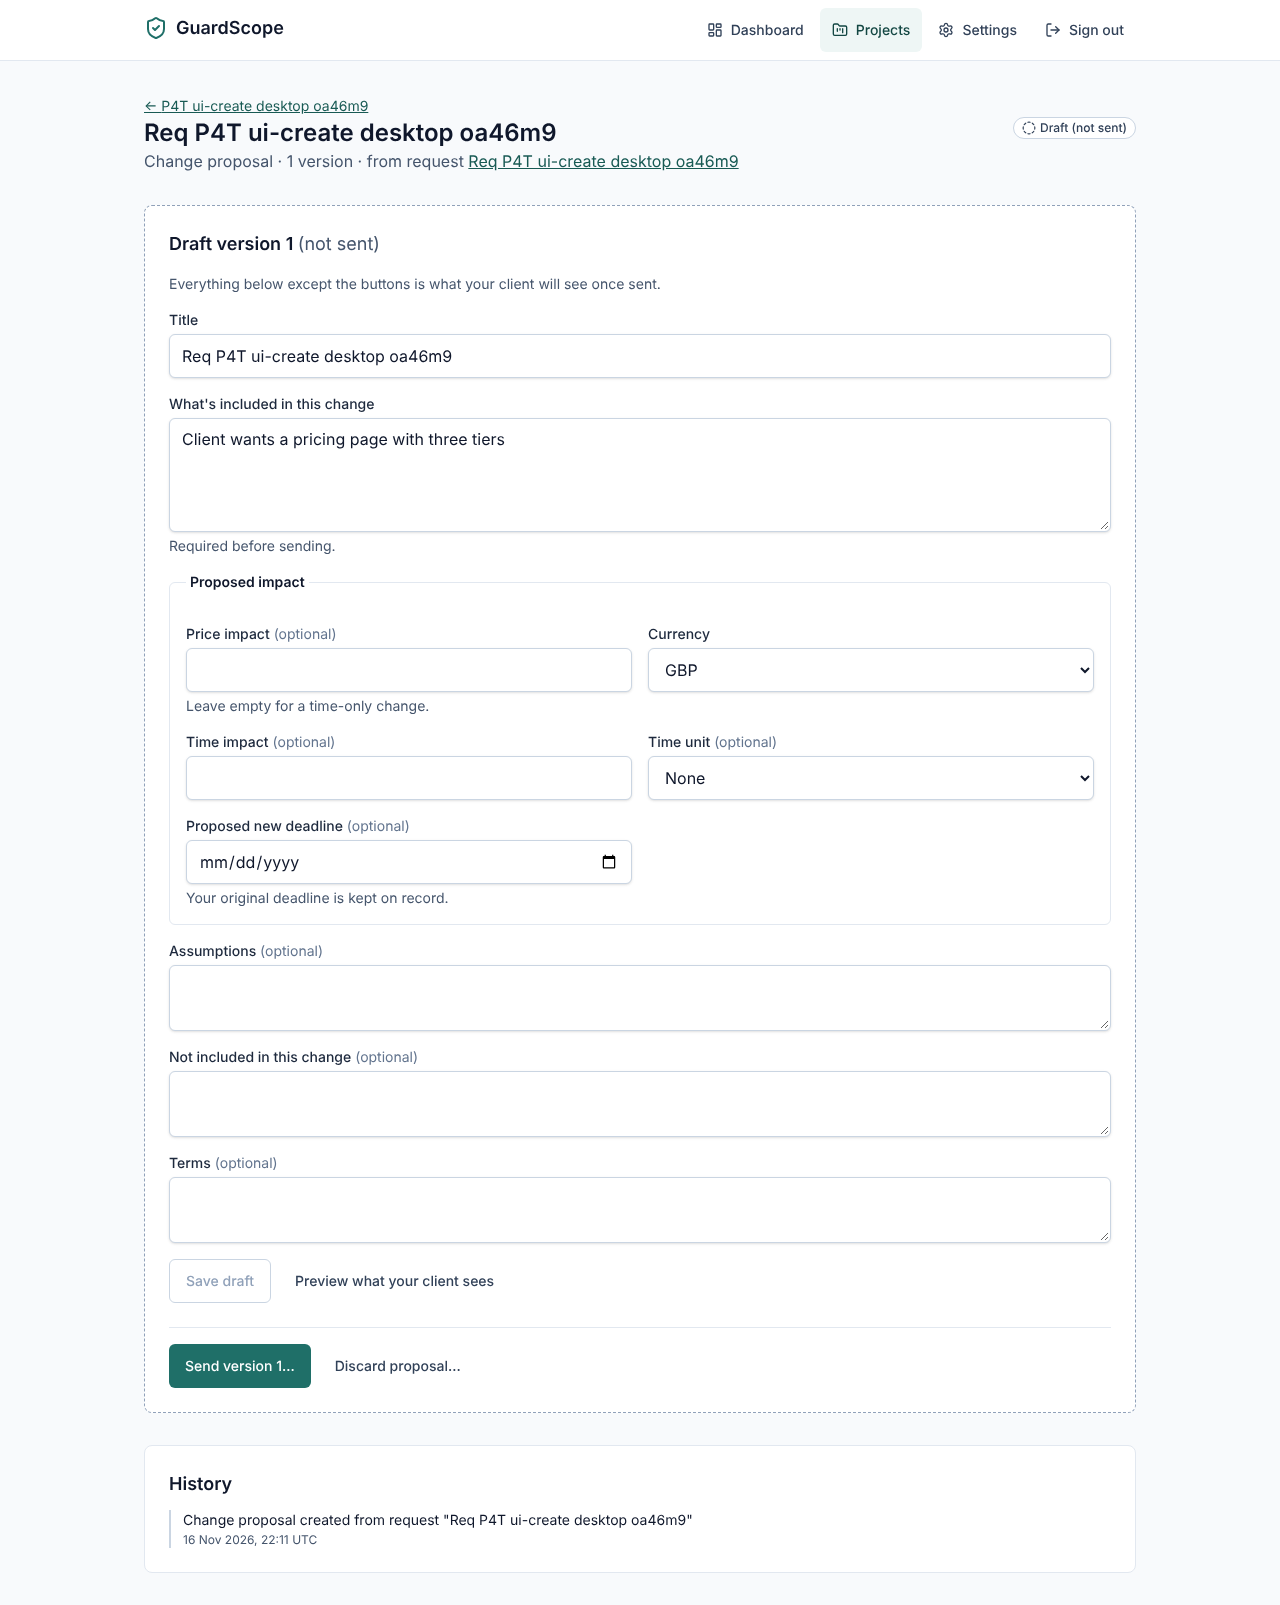 GuardScope
Dashboard
Projects
Settings
Sign out
← P4T ui-create desktop oa46m9
Req P4T ui-create desktop oa46m9
Draft (not sent)
Change proposal · 1 version · from request Req P4T ui-create desktop oa46m9
Draft version 1 (not sent)
Everything below except the buttons is what your client will see once sent.
Title
Req P4T ui-create desktop oa46m9
What's included in this change
Client wants a pricing page with three tiers
Required before sending.
Proposed impact
Price impact (optional)
Currency
GBP
Leave empty for a time-only change.
Time impact (optional)
Time unit (optional)
None
Proposed new deadline (optional)
mm/dd/yyyy
Your original deadline is kept on record.
Assumptions (optional)
Not included in this change (optional)
Terms (optional)
Save draft
Preview what your client sees
Send version 1...
Discard proposal...
History
Change proposal created from request "Req P4T ui-create desktop oa46m9"
16 Nov 2026, 22:11 UTC